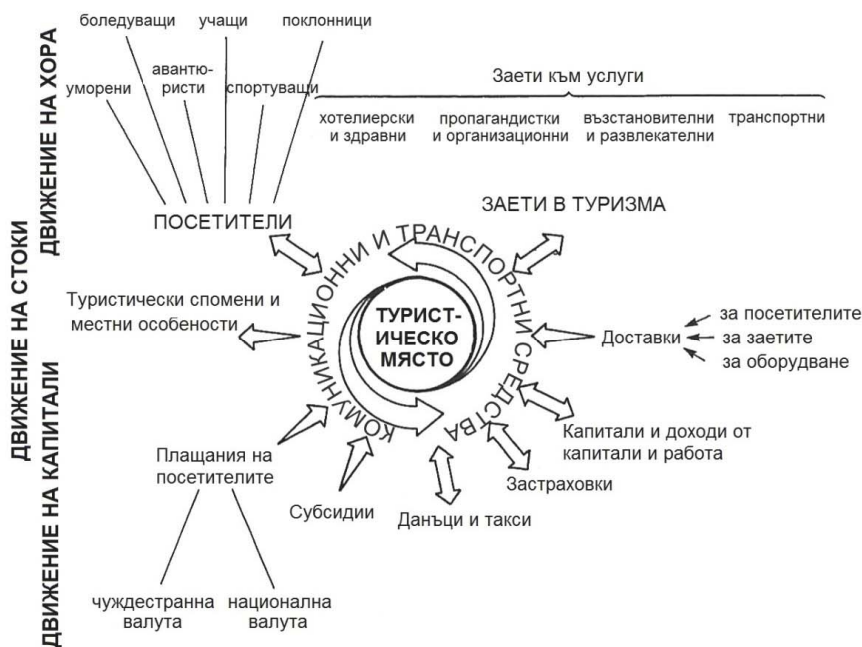 боледуващи
учащи
поклонници
уморени
авантю-
ристи
спортуващи
Заети към услуги
хотелиерски
и здравни
пропагандистки
и организационни
възстановителни
и развлекателни
транспортни
ПОСЕТИТЕЛИ
ЗАЕТИ В ТУРИЗМА
ДВИЖЕНИЕ НА ХОРА
ДВИЖЕНИЕ НА СТОКИ
ДВИЖЕНИЕ НА КАПИТАЛИ
КОМУНИКАЦИОННИ И ТРАНСПОРТНИ СРЕДСТВА
ТУРИСТ-
ИЧЕСКО
МЯСТО
Туристически спомени и
местни особености
Доставки
за посетителите
за заетите
за оборудване
Капитали и доходи от
капитали и работа
Застраховки
Данъци и такси
Субсидии
Плащания на
посетителите
чуждестранна
валута
национална
валута